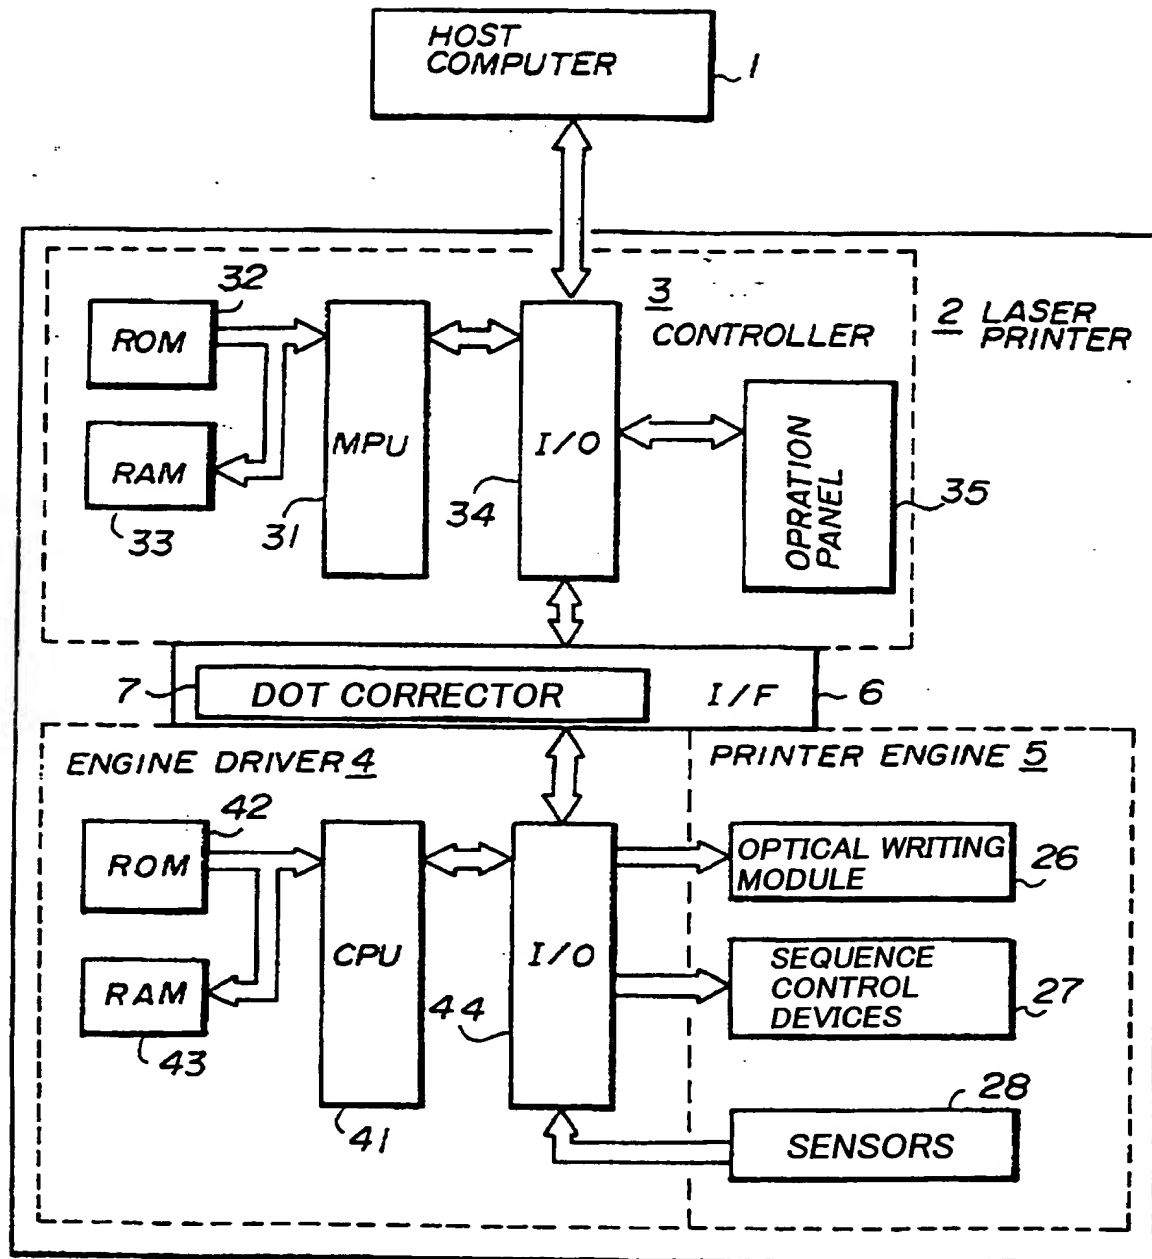 HOST
COMPUTER
1
32
3
CONTROLLER
2 LASER
PRINTER
ROM
MPU
I/O
RAM
33
31
34
OPRATION
PANEL
35
7
DOT CORRECTOR
I/F
6
ENGINE DRIVER 4
PRINTER ENGINE 5
42
ROM
CPU
I/O
OPTICAL WRITING
MODULE
26
RAM
43
44
41
SEQUENCE
CONTROL
DEVICES
27
28
SENSORS